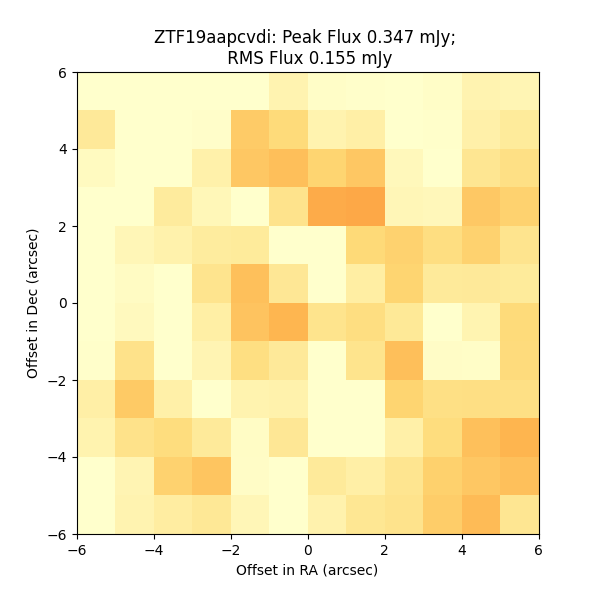 ZTF19aapcvdi: Peak Flux 0.347 mJy;
RMS Flux 0.155 mJy
6
4
2
0
−2
−4
−6
Offset in Dec (arcsec)
−6 −4 −2 0 2 4 6
Offset in RA (arcsec)